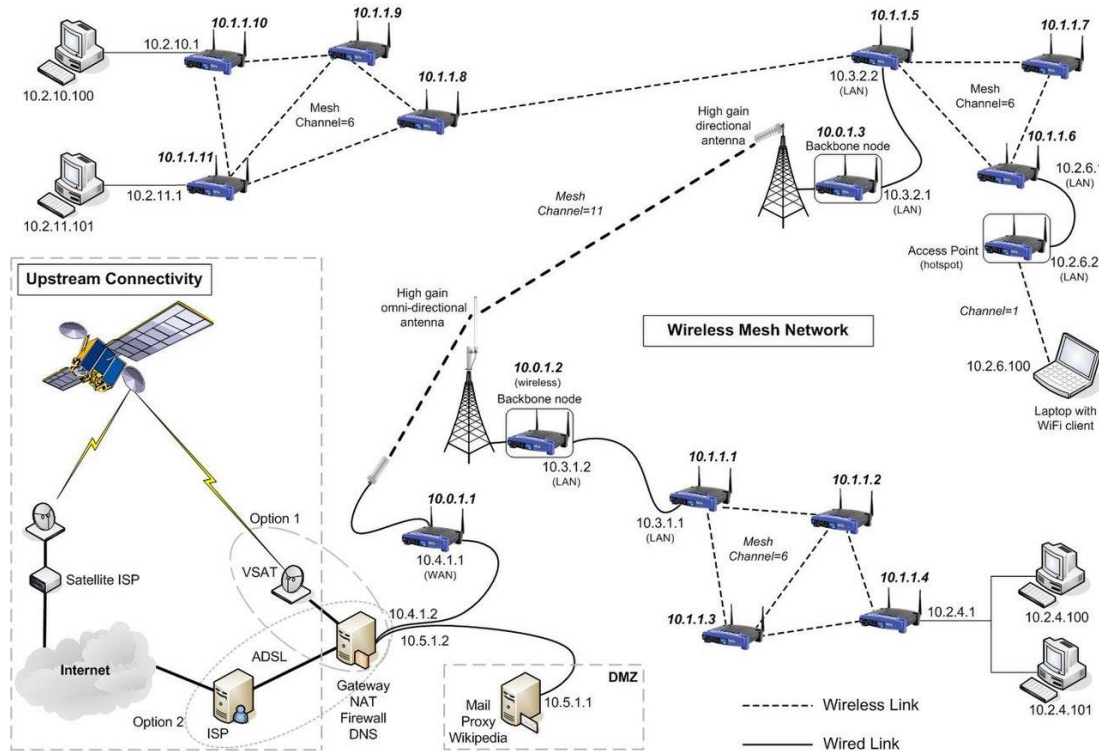 10.1.1.10
10.1.1.9
10.1.1.5
10.1.1.7
10.2.10.1
10.1.1.8
10.2.10.100
Mesh
Channel=6
10.3.2.2
(LAN)
Mesh
Channel=6
High gain
directional
antenna
10.0.1.3
Backbone node
10.1.1.6
10.1.1.11
10.2.11.1
10.2.6.1
(LAN)
10.3.2.1
(LAN)
10.2.11.101
Mesh
Channel=11
Access Point
(hotspot)
10.2.6.2
(LAN)
Upstream Connectivity
High gain
omni-directional
antenna
Channel=1
Wireless Mesh Network
10.2.6.100
10.0.1.2
(wireless)
Backbone node
Laptop with
WiFi client
10.3.1.2
(LAN)
10.1.1.1
10.1.1.2
10.0.1.1
10.3.1.1
(LAN)
Option 1
Mesh
Channel=6
10.4.1.1
(WAN)
VSAT
Satellite ISP
10.1.1.4
10.4.1.2
10.1.1.3
10.2.4.1
10.2.4.100
10.5.1.2
Internet
ADSL
Gateway
NAT
Firewall
DNS
DMZ
10.5.1.1
Mail
Proxy
Wikipedia
Option 2
ISP
Wireless Link
10.2.4.101
Wired Link